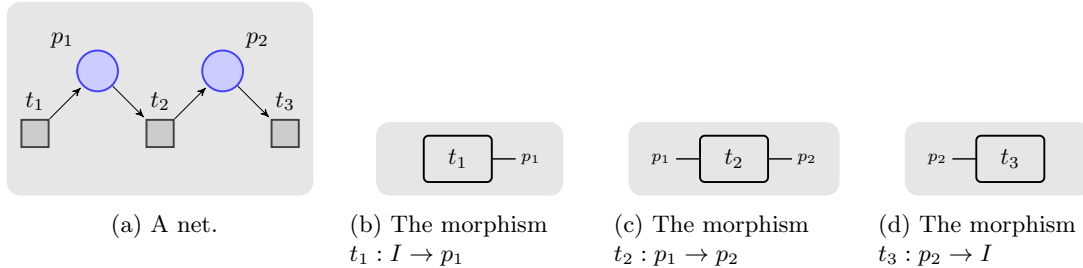 p₁ p₂
t₁ t₂ t₃
t₁ p₁
p₁ t₂ p₂
p₂ t₃
(a) A net.
(b) The morphism
t₁ : I → p₁
(c) The morphism
t₂ : p₁ → p₂
(d) The morphism
t₃ : p₂ → I